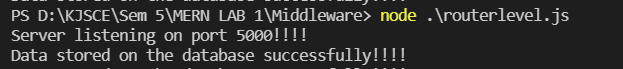 PS D:\KJSCE\Sem 5\MERN LAB 1\Middleware> node .\routerlevel.js
Server listening on port 5000!!!!
Data stored on the database successfully!!!!